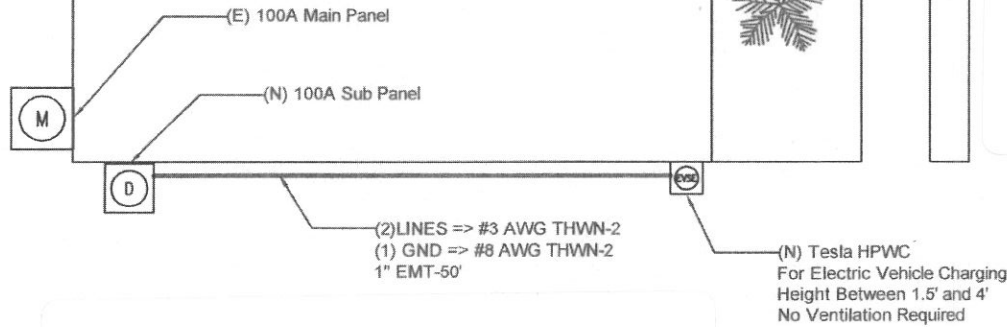 (E) 100A Main Panel
(N) 100A Sub Panel
M
D
EVSE
(2)LINES => #3 AWG THWN-2
(1) GND => #8 AWG THWN-2
1" EMT-50'
(N) Tesla HPWC
For Electric Vehicle Charging
Height Between 1.5' and 4'
No Ventilation Required